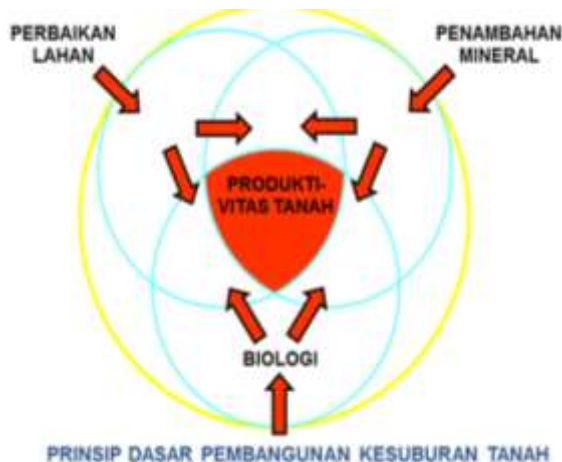 PERBAIKAN
LAHAN
PENAMBAHAN
MINERAL
PRODUKTI-
VITAS TANAH
BIOLOGI
PRINSIP DASAR PEMBANGUNAN KESUBURAN TANAH